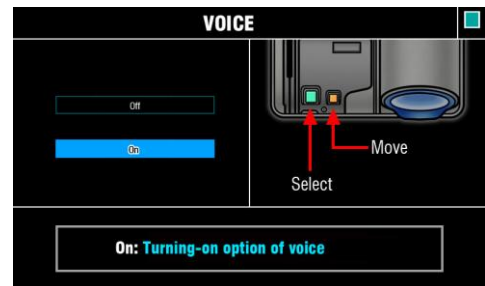 VOICE
Off
On
Move
Select
On: Turning-on option of voice